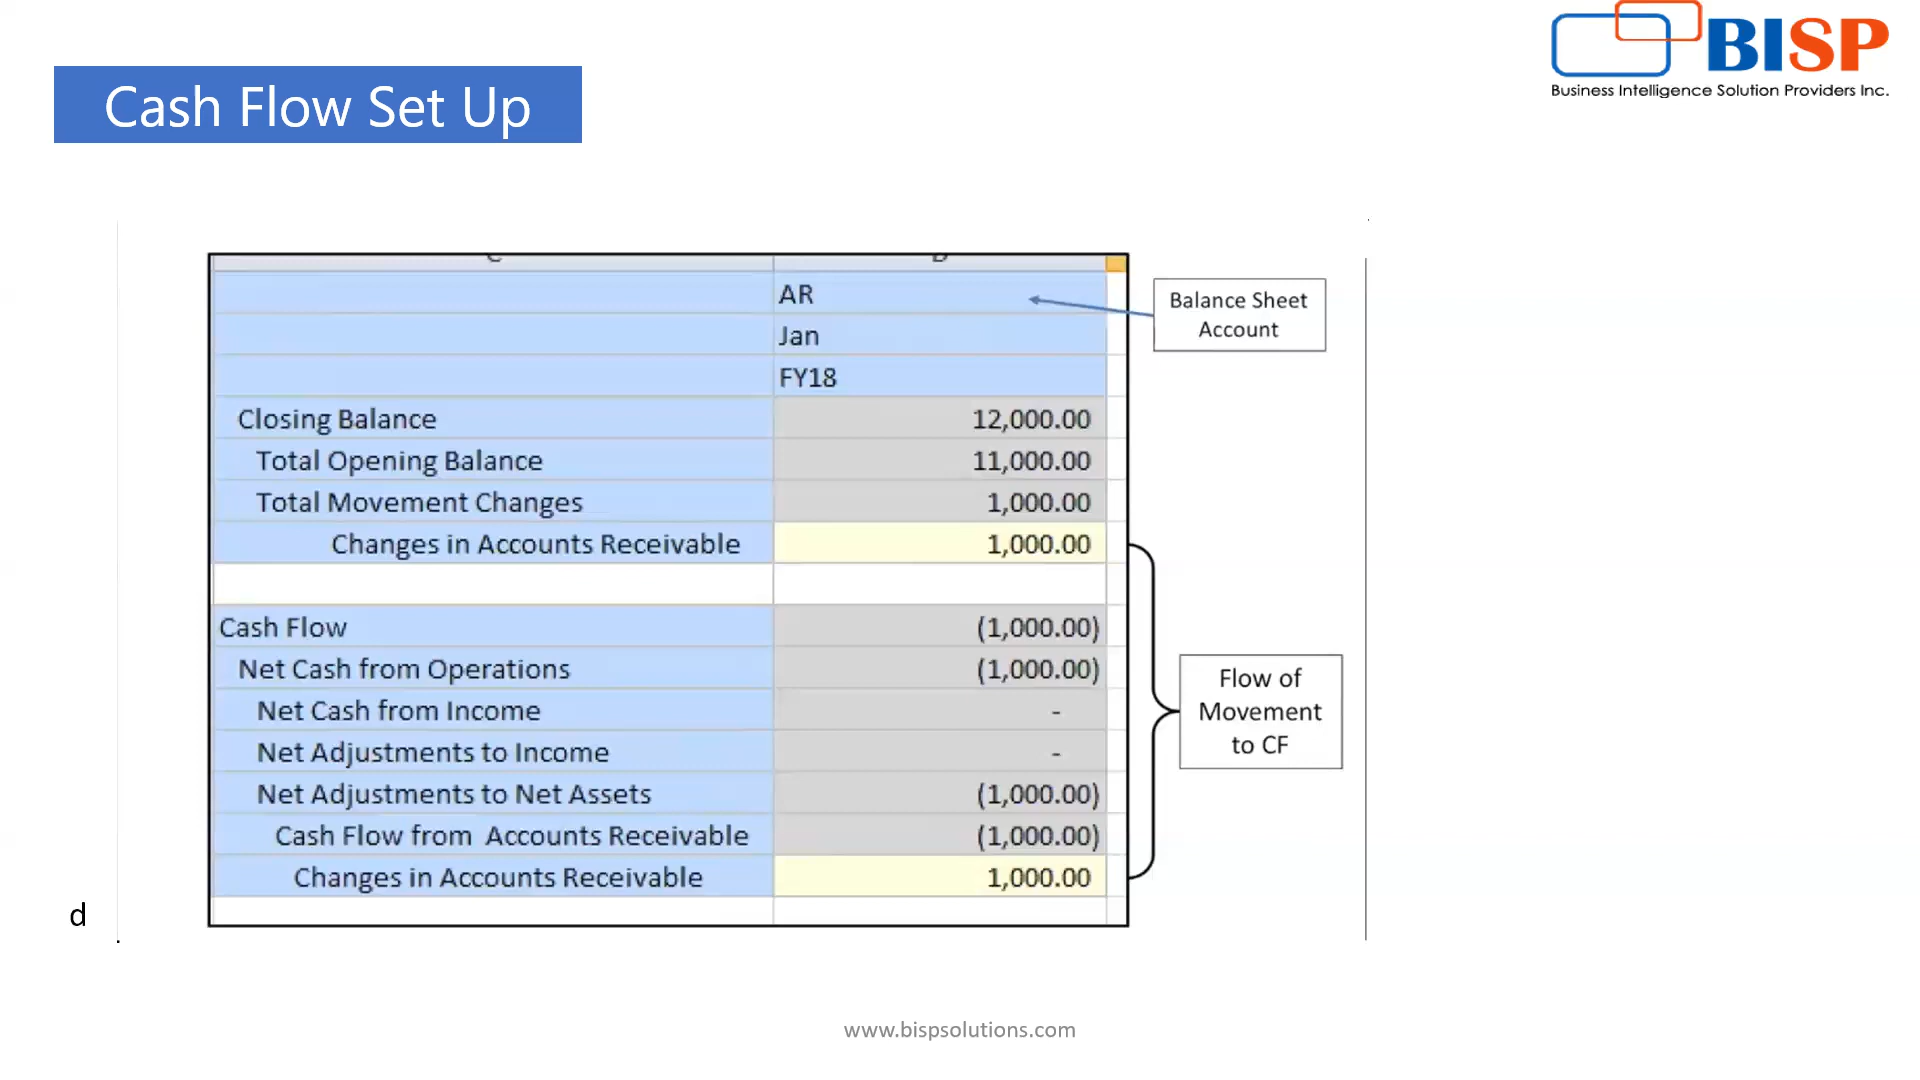 BISP
Business Intelligence Solution Providers Inc.
Cash Flow Set Up
C D
AR
Jan
FY18
Closing Balance 12,000.00
Total Opening Balance 11,000.00
Total Movement Changes 1,000.00
Changes in Accounts Receivable 1,000.00
Cash Flow (1,000.00)
Net Cash from Operations (1,000.00)
Net Cash from Income -
Net Adjustments to Income -
Net Adjustments to Net Assets (1,000.00)
Cash Flow from Accounts Receivable (1,000.00)
Changes in Accounts Receivable 1,000.00
Balance Sheet
Account
Flow of
Movement
to CF
d
www.bispsolutions.com